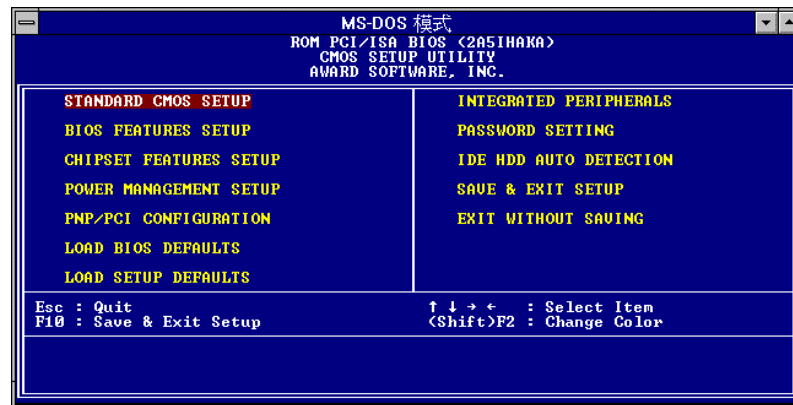 MS-DOS 模式
ROM PCI/ISA BIOS (2A5IHAKA)
CMOS SETUP UTILITY
AWARD SOFTWARE, INC.
STANDARD CMOS SETUP
BIOS FEATURES SETUP
CHIPSET FEATURES SETUP
POWER MANAGEMENT SETUP
PNP/PCI CONFIGURATION
LOAD BIOS DEFAULTS
LOAD SETUP DEFAULTS
INTEGRATED PERIPHERALS
PASSWORD SETTING
IDE HDD AUTO DETECTION
SAVE & EXIT SETUP
EXIT WITHOUT SAVING
Esc : Quit
F10 : Save & Exit Setup
↑ ↓ → ← : Select Item
(Shift)F2 : Change Color